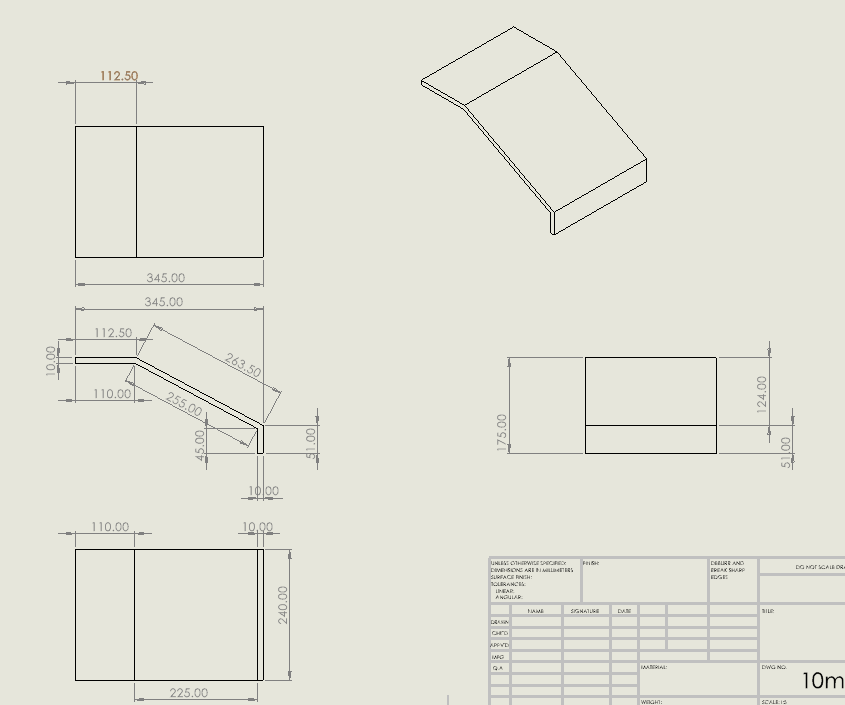 112.50
345.00
345.00
112.50
10.00
263.50
110.00
255.00
45.00
51.00
10.00
175.00
124.00
51.00
110.00
10.00
240.00
225.00
UNLESS OTHERWISE SPECIFIED:
DIMENSIONS ARE IN MILLIMETERS
SURFACE FINISH:
TOLERANCES:
LINEAR:
ANGULAR:
FINISH:
DEBURR AND
BREAK SHARP
EDGES
DO NOT SCALE DRA
NAME
SIGNATURE
DATE
TITLE:
DRAWN
CHK'D
APPV'D
MFG
Q.A
MATERIAL:
DWG NO.
10m
WEIGHT:
SCALE: 1:5